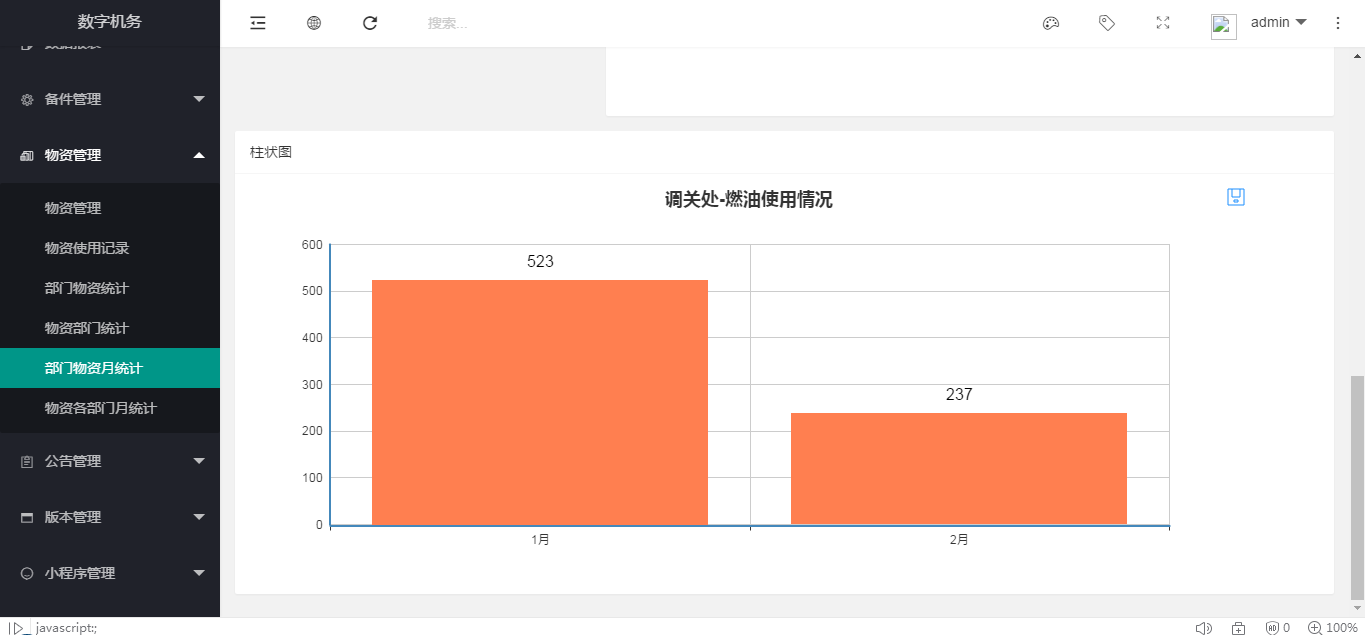 数字机务
搜索...
admin
备件管理
物资管理
物资管理
物资使用记录
部门物资统计
物资部门统计
部门物资月统计
物资各部门月统计
公告管理
版本管理
小程序管理
柱状图
调关处-燃油使用情况
600
500
400
300
200
100
0
523
237
1月
2月
javascript:;
0
100%